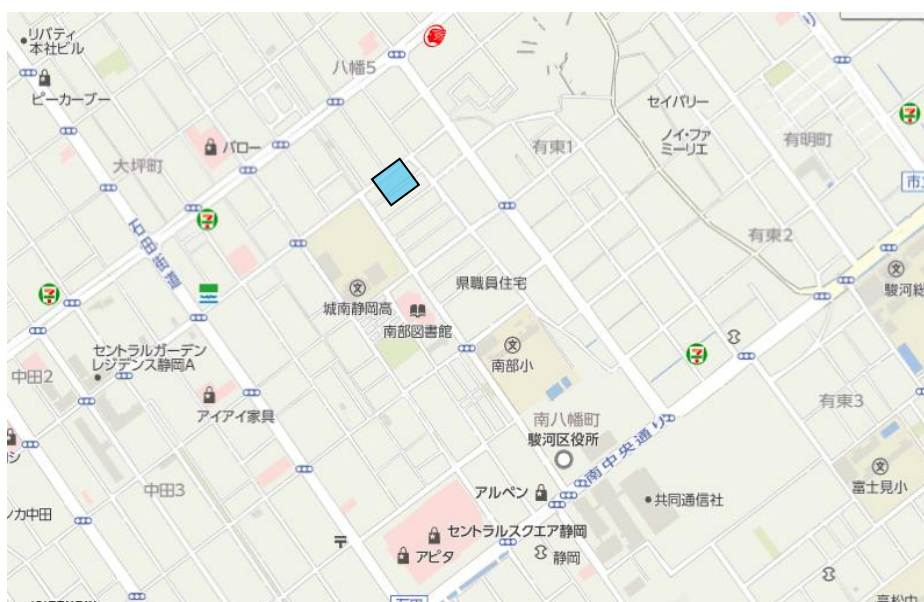 リバティ
本社ビル
ピーカーブー
八幡5
バロー
大坪町
石田街道
セイバリー
ノイ・ファ
ミーリエ
有東1
有明町
有東2
駿河総
県職員住宅
城南静岡高
南部図書館
南部小
セントラルガーデン
レジデンス静岡A
中田2
アイアイ家具
中田3
南八幡町
駿河区役所
南中央通り
有東3
富士見小
アルペン
共同通信社
セントラルスクエア静岡
アピタ
静岡
高松中